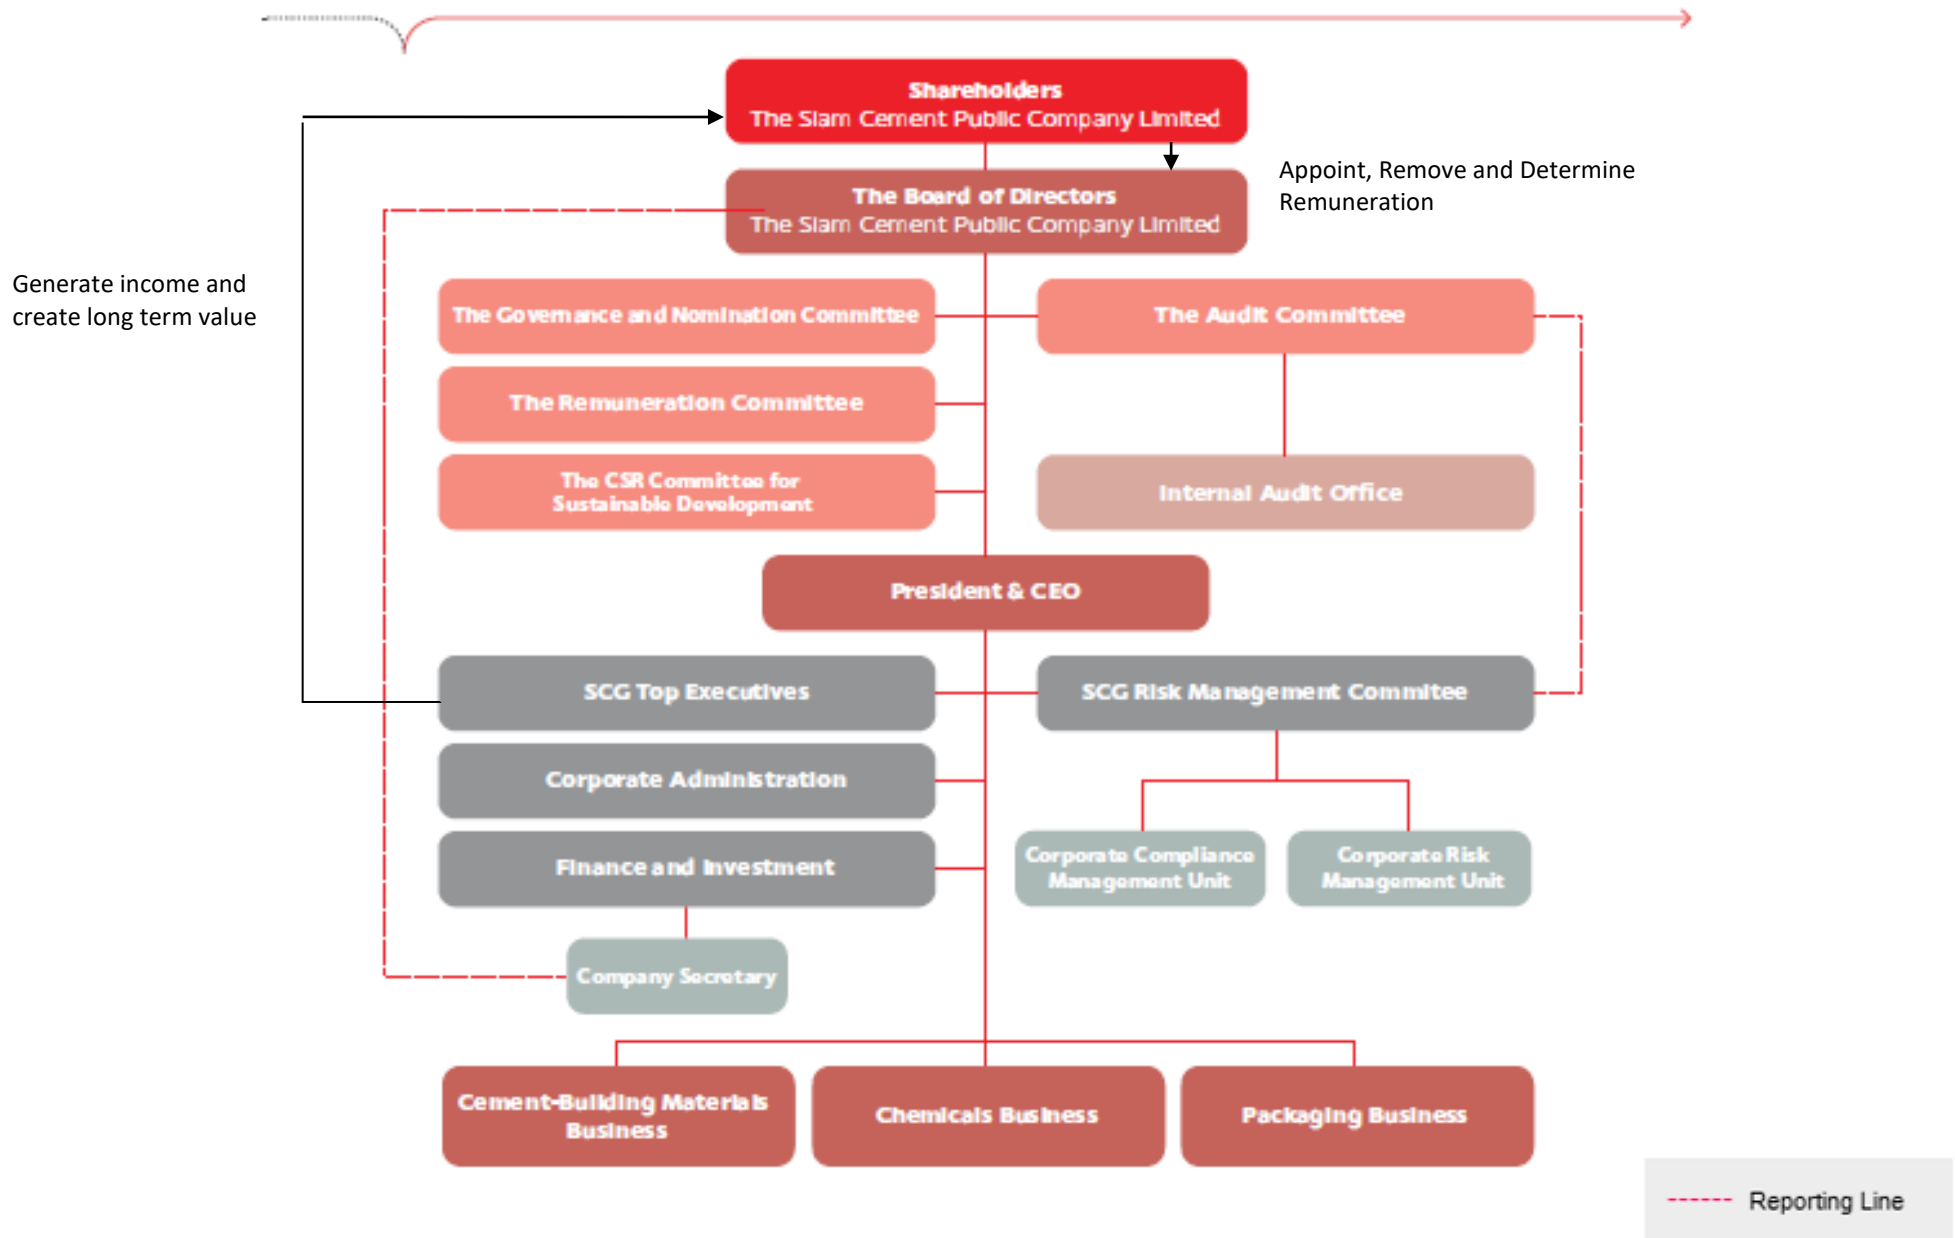 Shareholders
The Siam Cement Public Company Limited
Appoint, Remove and Determine
Remuneration
The Board of Directors
The Siam Cement Public Company Limited
Generate income and
create long term value
The Governance and Nomination Committee
The Audit Committee
The Remuneration Committee
The CSR Committee for
Sustainable Development
Internal Audit Office
President & CEO
SCG Top Executives
SCG Risk Management Commitee
Corporate Administration
Finance and Investment
Corporate Compliance
Management Unit
Corporate Risk
Management Unit
Company Secretary
Cement-Building Materials
Business
Chemicals Business
Packaging Business
Reporting Line